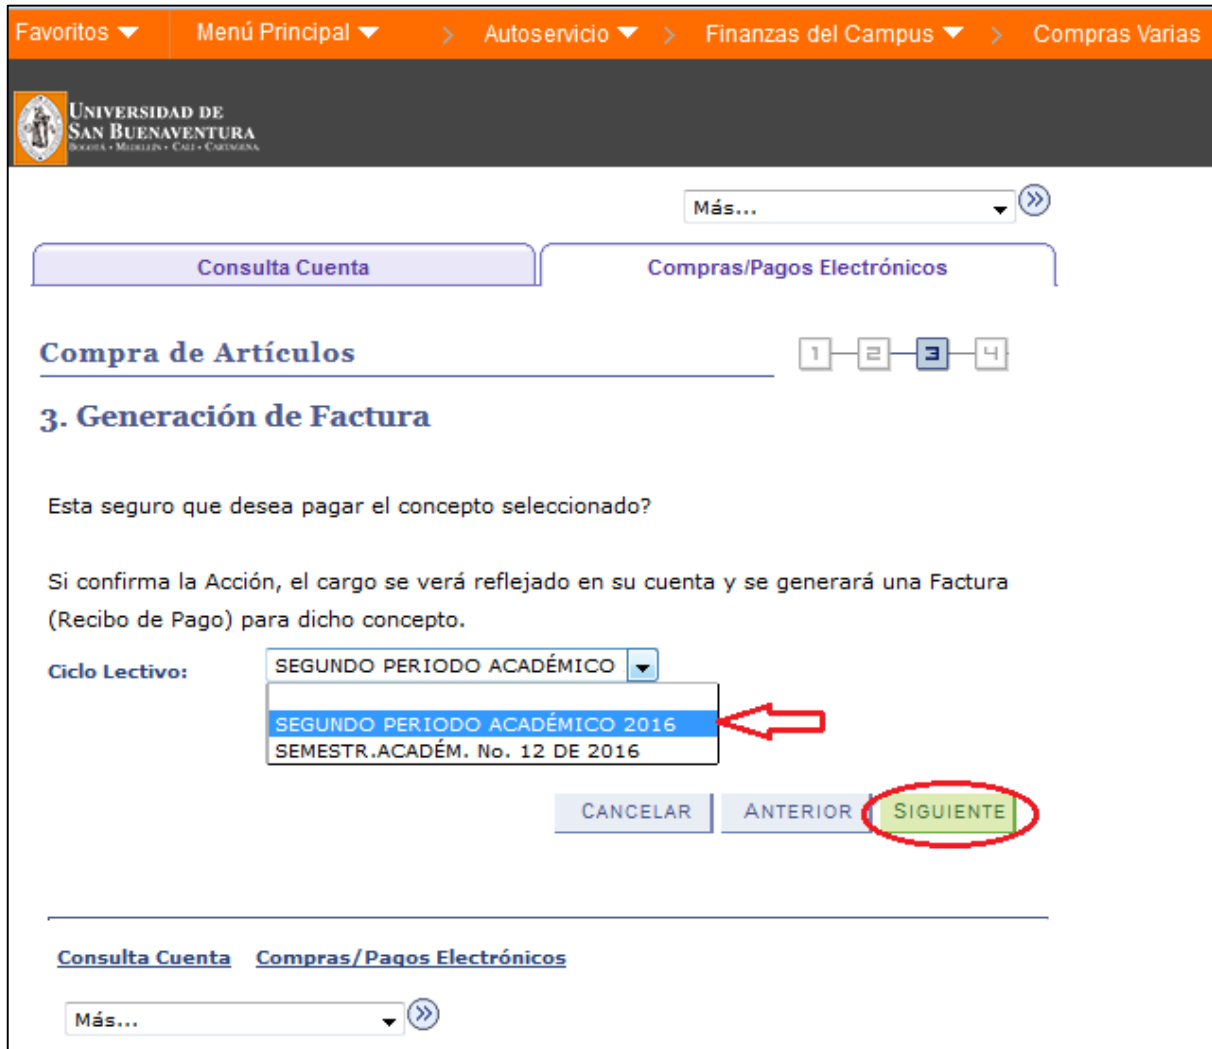 Favoritos Menú Principal > Autoservicio > Finanzas del Campus > Compras Varias
UNIVERSIDAD DE
SAN BUENAVENTURA
BOGOTÁ • MEDELLÍN • CALI • CARTAGENA
Más...
Consulta Cuenta Compras/Pagos Electrónicos
Compra de Artículos 1 2 3 4
3. Generación de Factura
Esta seguro que desea pagar el concepto seleccionado?
Si confirma la Acción, el cargo se verá reflejado en su cuenta y se generará una Factura
(Recibo de Pago) para dicho concepto.
Ciclo Lectivo: SEGUNDO PERIODO ACADÉMICO
SEGUNDO PERIODO ACADÉMICO 2016
SEMESTR.ACADÉM. No. 12 DE 2016
CANCELAR ANTERIOR SIGUIENTE
Consulta Cuenta Compras/Pagos Electrónicos
Más...